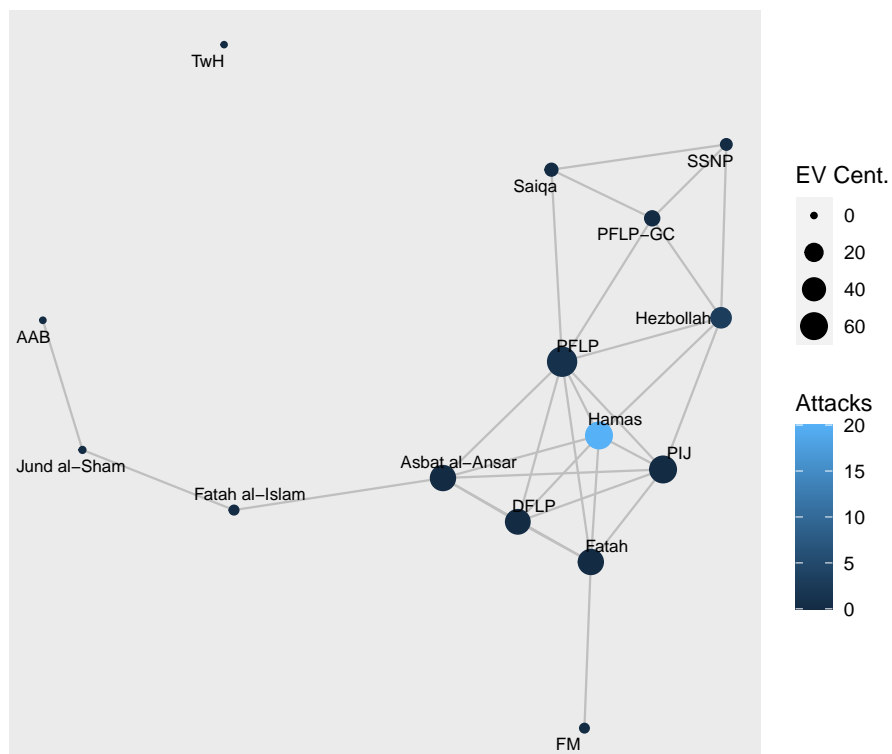 TwH
SSNP
Saiqa
PFLP−GC
Hezbollah
AAB
PFLP
Hamas
Jund al−Sham
Asbat al−Ansar
PIJ
Fatah al−Islam
DFLP
Fatah
FM
EV Cent.
0
20
40
60
Attacks
20
15
10
5
0